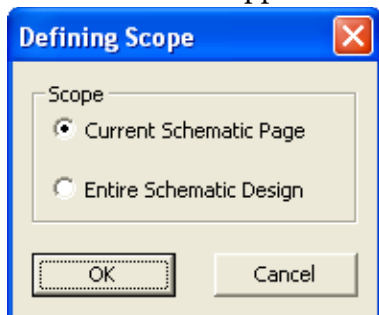 Defining Scope
Scope
Current Schematic Page
Entire Schematic Design
OK Cancel